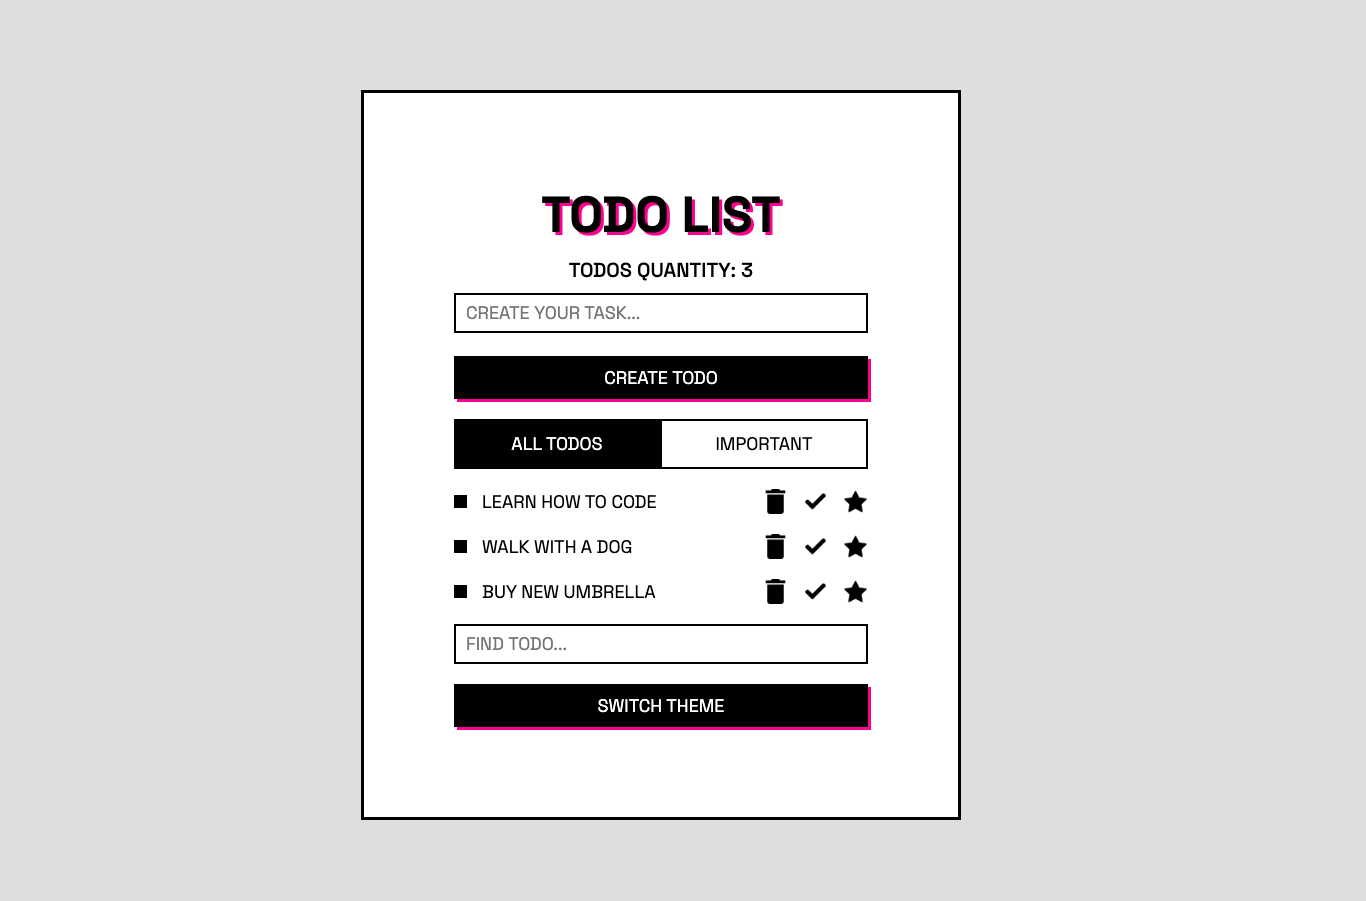 TODO LIST
TODOS QUANTITY: 3
CREATE YOUR TASK...
CREATE TODO
ALL TODOS
IMPORTANT
LEARN HOW TO CODE
WALK WITH A DOG
BUY NEW UMBRELLA
FIND TODO...
SWITCH THEME